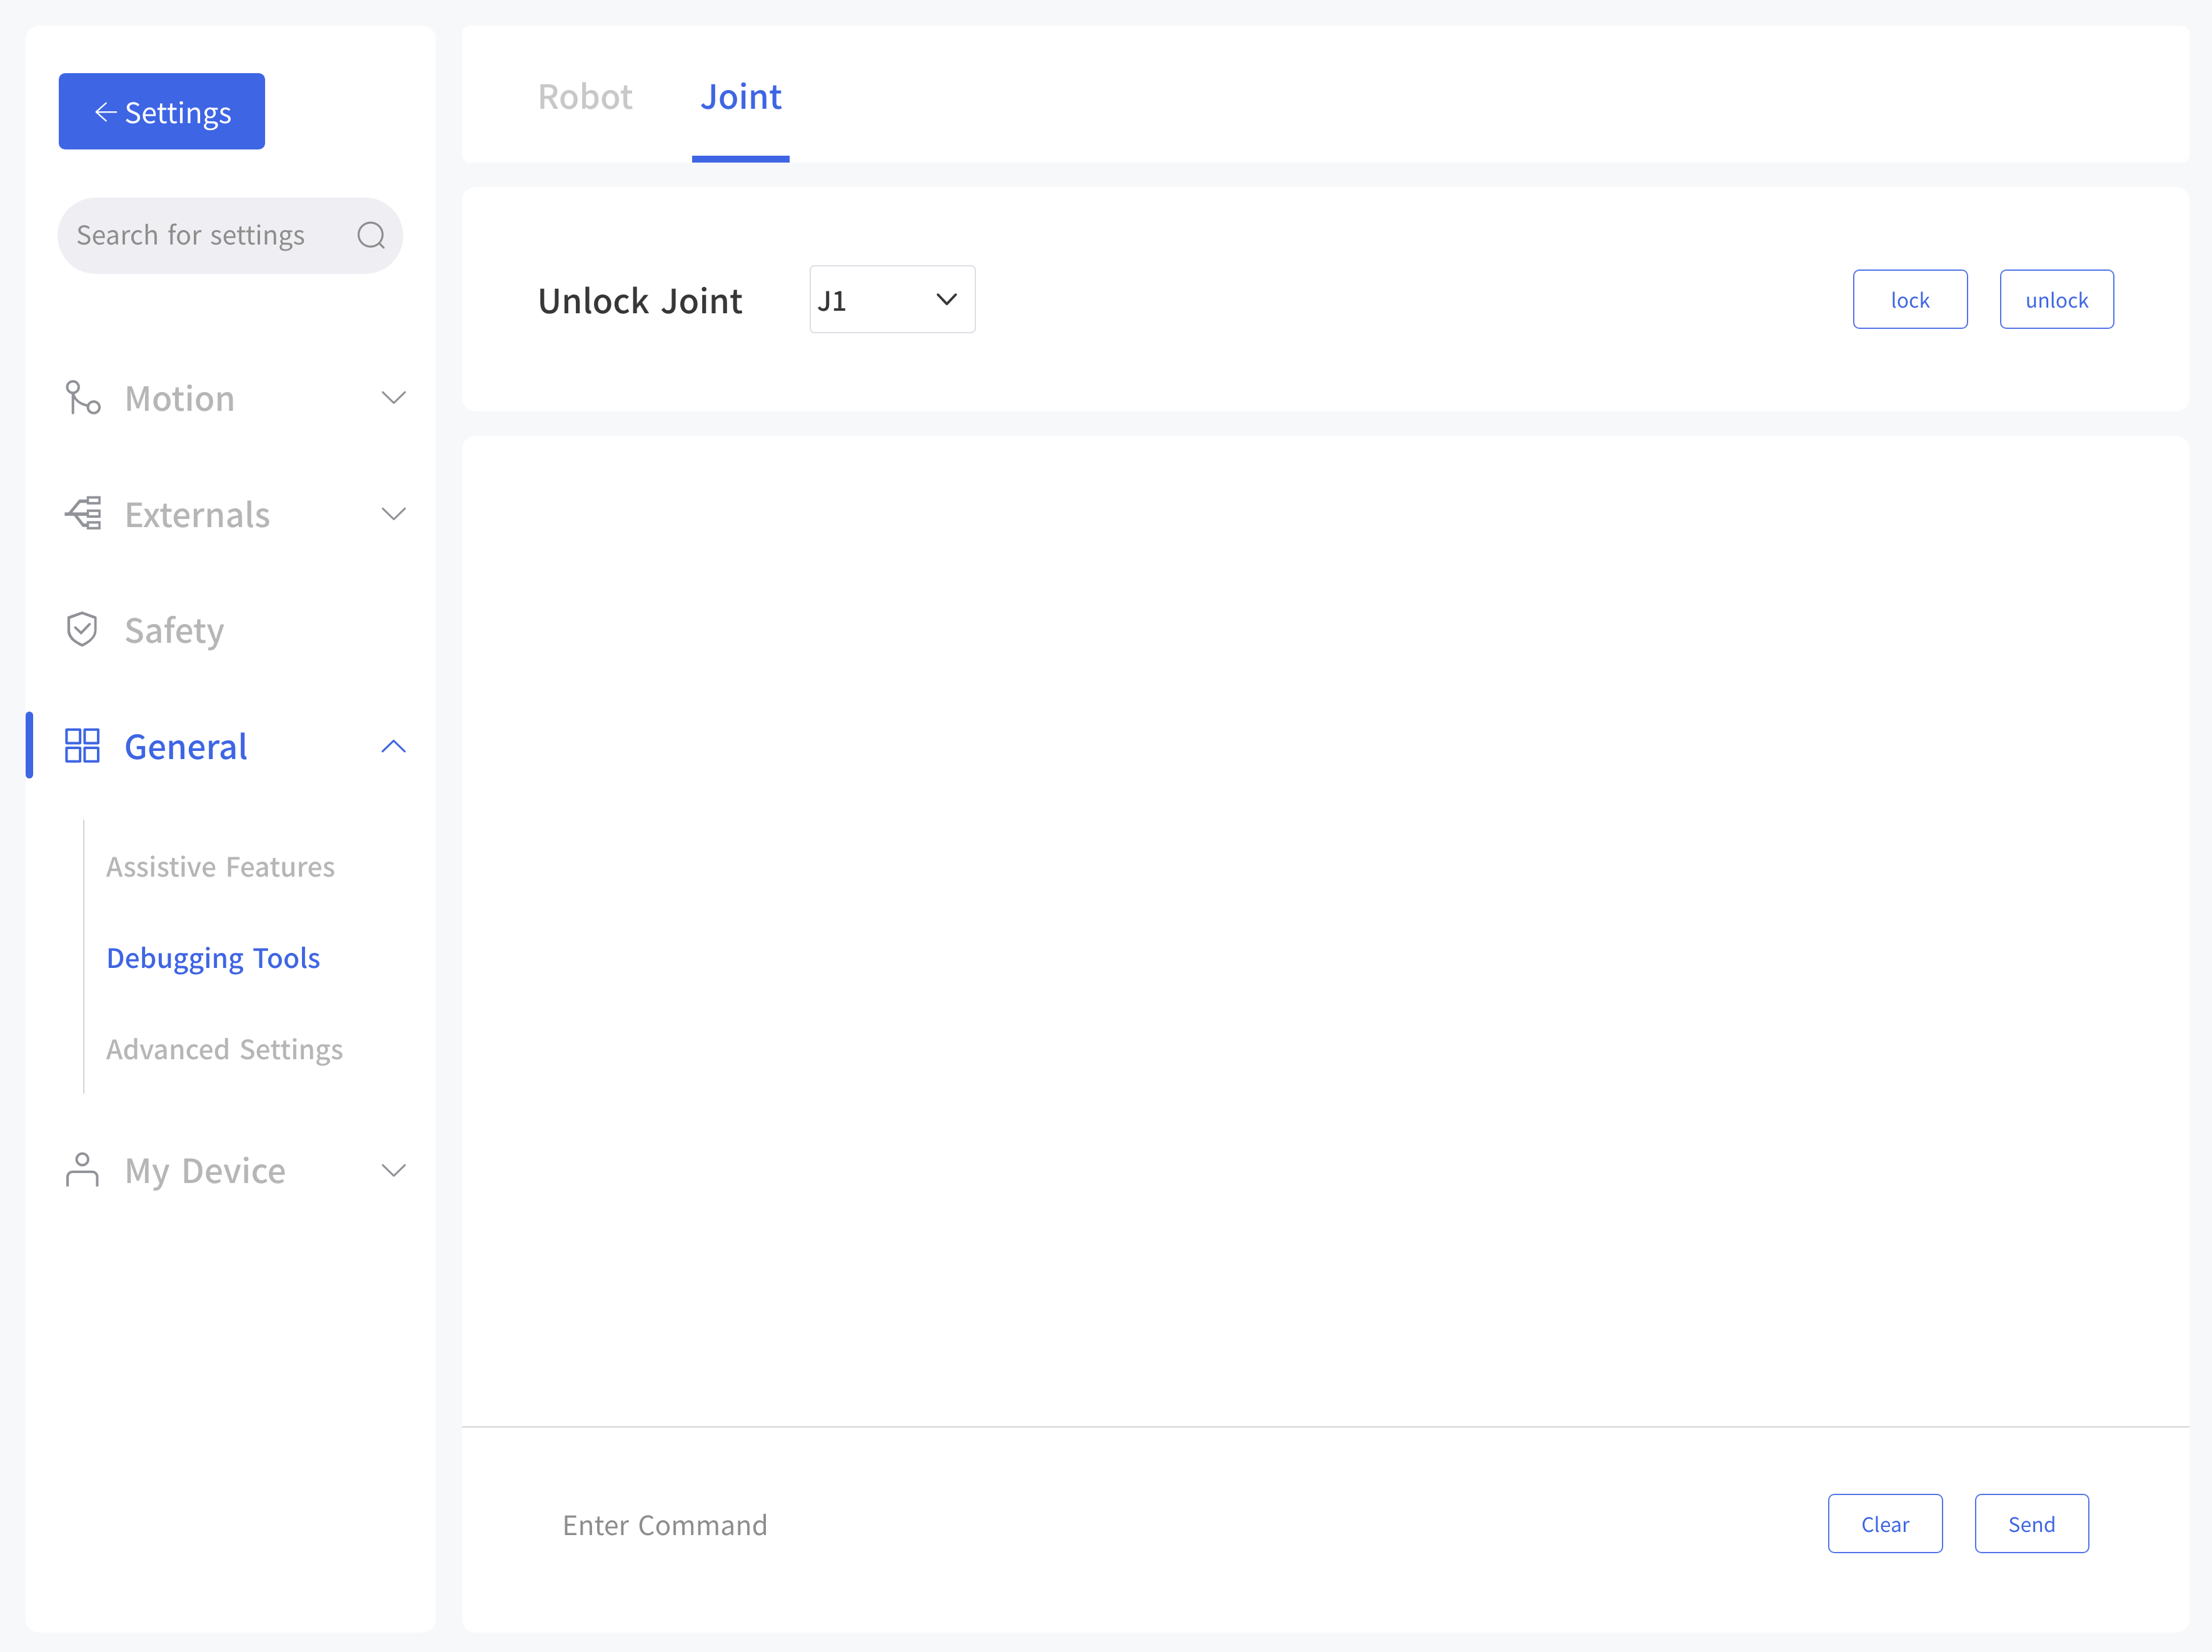 Settings
Search for settings
Motion
Externals
Safety
General
Assistive Features
Debugging Tools
Advanced Settings
My Device
Robot Joint
Unlock Joint J1 lock unlock
Enter Command Clear Send